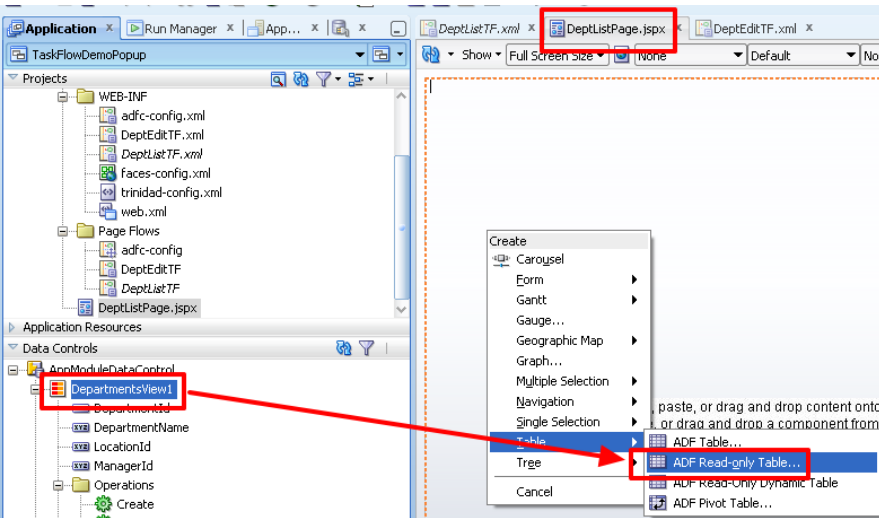 Application x
Run Manager x
App... x
x
TaskFlowDemoPopup
Projects
WEB-INF
adfc-config.xml
DeptEditTF.xml
DeptListTF.xml
faces-config.xml
trinidad-config.xml
web.xml
Page Flows
adfc-config
DeptEditTF
DeptListTF
DeptListPage.jspx
Application Resources
Data Controls
AppModuleDataControl
DepartmentsView1
DepartmentId
DepartmentName
LocationId
ManagerId
Operations
Create
DeptListTF.xml x
DeptListPage.jspx x
DeptEditTF.xml x
Show
Full Screen Size
None
Default
No
Create
Carousel
Form
Gantt
Gauge...
Geographic Map
Graph...
Multiple Selection
Navigation
Single Selection
Table
Tree
Cancel
, paste, or drag and drop content onto
, or drag and drop a component from
ADF Table...
ADF Read-only Table...
ADF Read-Only Dynamic Table
ADF Pivot Table...